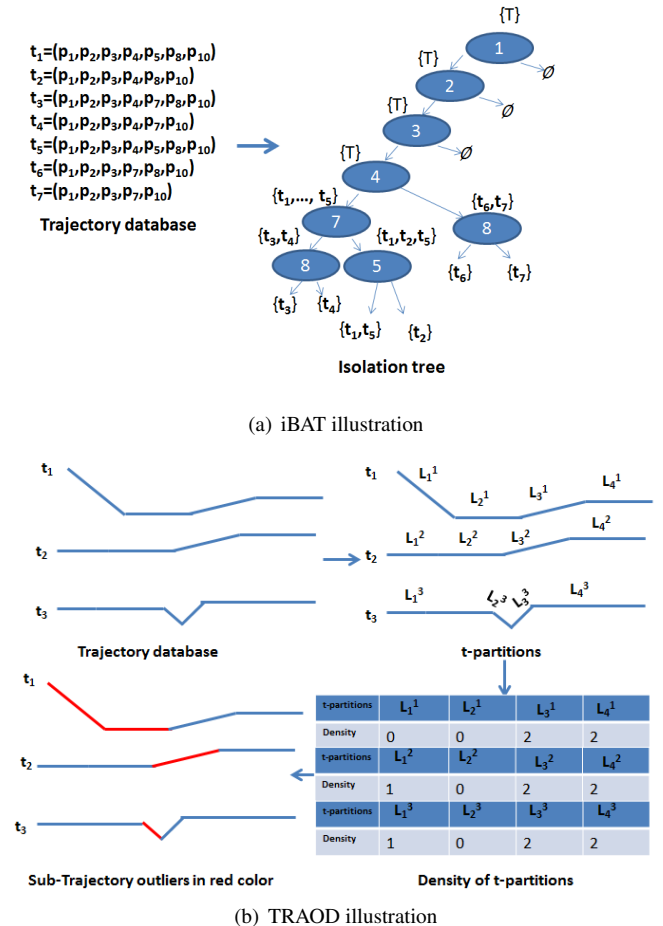 t1=(p1,p2,p3,p4,p5,p8,p10)
t2=(p1,p2,p3,p4,p8,p10)
t3=(p1,p2,p3,p4,p7,p8,p10)
t4=(p1,p2,p3,p4,p7,p10)
t5=(p1,p2,p3,p4,p5,p8,p10)
t6=(p1,p2,p3,p7,p8,p10)
t7=(p1,p2,p3,p7,p10)
Trajectory database
{T} 1
{T} 2 Ø
{T} 3 Ø
{T} 4 Ø
{t1,..., t5} {t6,t7}
7 8
{t3,t4} {t1,t2,t5}
8 5 {t6} {t7}
{t3} {t4} {t1,t5} {t2}
Isolation tree
(a) iBAT illustration
t1
t2
t3
Trajectory database
t1 L1^1 L2^1 L3^1 L4^1
t2 L1^2 L2^2 L3^2 L4^2
t3 L1^3 L2^3 L3^3 L4^3
t-partitions
t1
t2
t3
Sub-Trajectory outliers in red color
t-partitions L1^1 L2^1 L3^1 L4^1
Density 0 0 2 2
t-partitions L1^2 L2^2 L3^2 L4^2
Density 1 0 2 2
t-partitions L1^3 L2^3 L3^3 L4^3
Density 1 0 2 2
Density of t-partitions
(b) TRAOD illustration